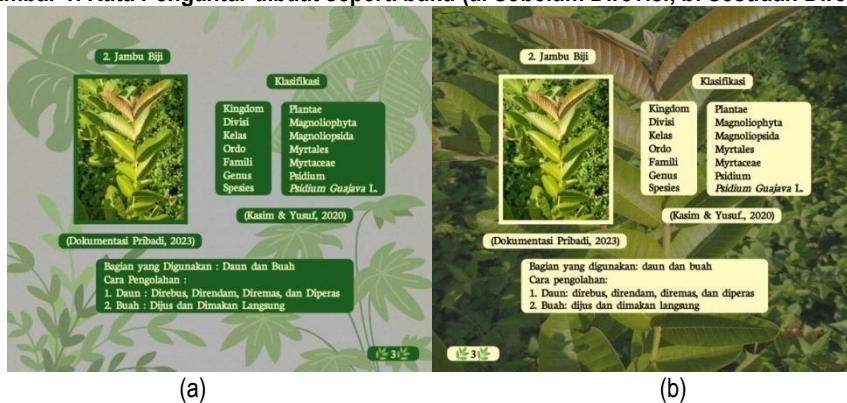 Kata Pengantar dibuat seperti buku (a. Sebelum
2. Jambu Biji
Klasifikasi
Kingdom Plantae
Divisi Magnoliophyta
Kelas Magnoliopsida
Ordo Myrtales
Famili Myrtaceae
Genus Psidium
Spesies Psidium Guajava L.
(Kasim & Yusuf, 2020)
(Dokumentasi Pribadi, 2023)
Bagian yang Digunakan : Daun dan Buah
Cara Pengolahan :
1. Daun : Direbus, Direndam, Diremas, dan Diperas
2. Buah : Dijus dan Dimakan Langsung
3
(a)
2. Jambu Biji
Klasifikasi
Kingdom Plantae
Divisi Magnoliophyta
Kelas Magnoliopsida
Ordo Myrtales
Famili Myrtaceae
Genus Psidium
Spesies Psidium Guajava L.
(Kasim & Yusuf., 2020)
(Dokumentasi Pribadi, 2023)
Bagian yang digunakan: daun dan buah
Cara pengolahan:
1. Daun: direbus, direndam, diremas, dan diperas
2. Buah: dijus dan dimakan langsung
3
(b)